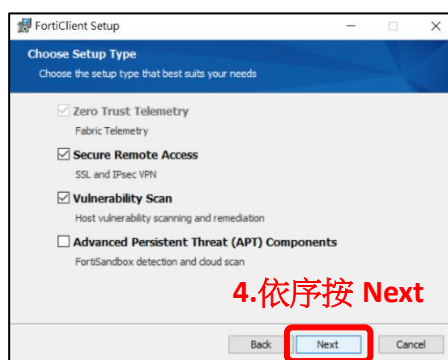 FortiClient Setup
Choose Setup Type
Choose the setup type that best suits your needs
Zero Trust Telemetry
Fabric Telemetry
Secure Remote Access
SSL and IPsec VPN
Vulnerability Scan
Host vulnerability scanning and remediation
Advanced Persistent Threat (APT) Components
FortiSandbox detection and cloud scan
4.依序按 Next
Back Next Cancel